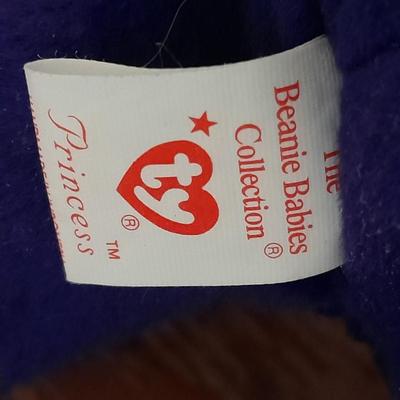 The
Beanie Babies
Collection ®
ty ®
Princess ™